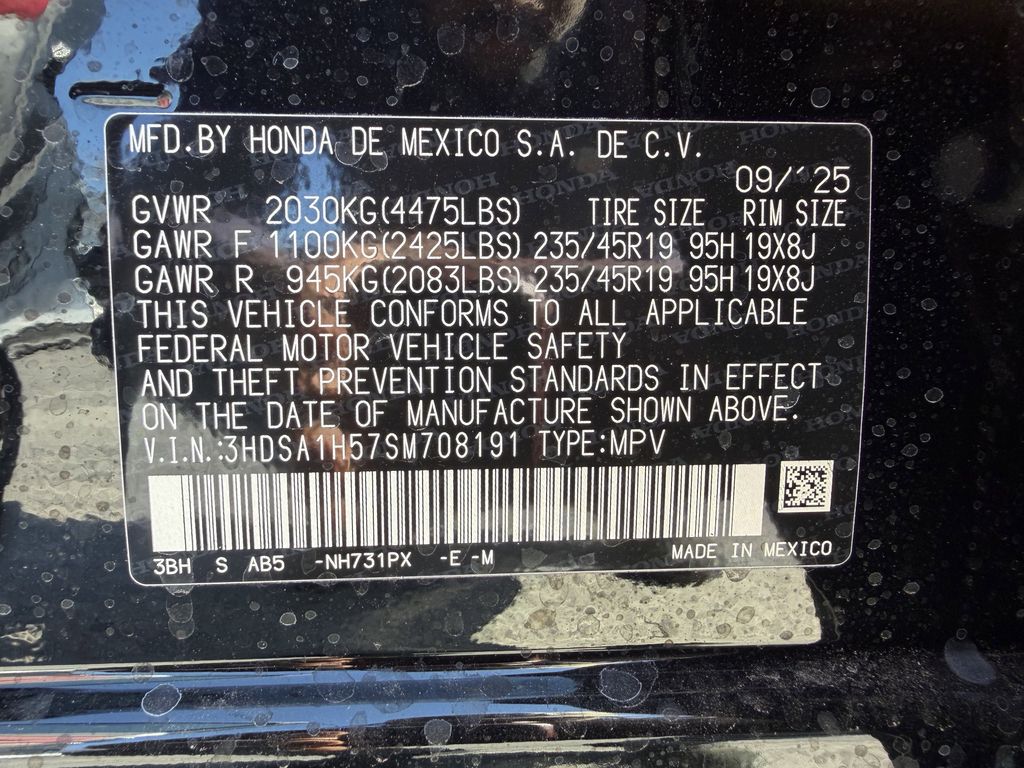 MFD.BY HONDA DE MEXICO S.A. DE C.V.
09/'25
GVWR 2030KG(4475LBS) TIRE SIZE RIM SIZE
GAWR F 1100KG(2425LBS) 235/45R19 95H 19X8J
GAWR R 945KG(2083LBS) 235/45R19 95H 19X8J
THIS VEHICLE CONFORMS TO ALL APPLICABLE
FEDERAL MOTOR VEHICLE SAFETY
AND THEFT PREVENTION STANDARDS IN EFFECT
ON THE DATE OF MANUFACTURE SHOWN ABOVE.
V.I.N.:3HDSA1H57SM708191 TYPE:MPV
3BH S AB5 -NH731PX -E -M MADE IN MEXICO